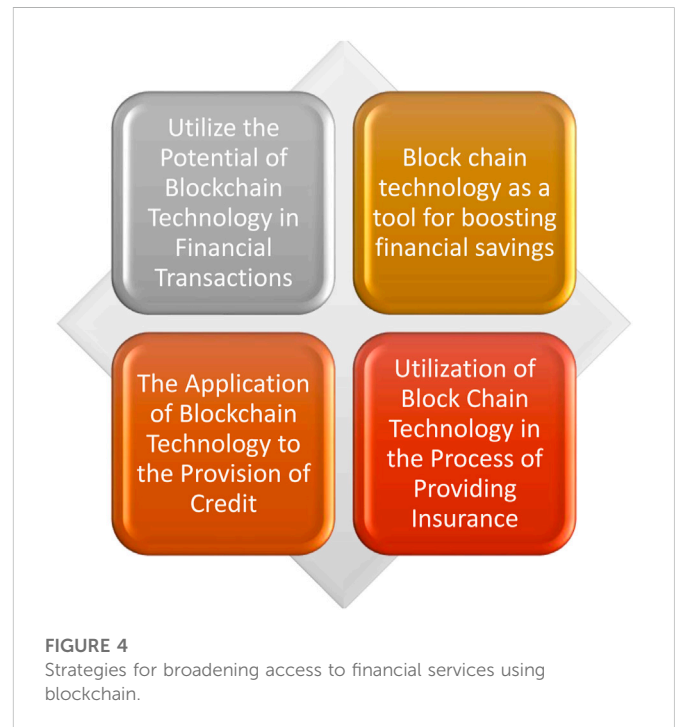 Utilize the
Potential of
Blockchain
Technology in
Financial
Transactions
Block chain
technology as a
tool for boosting
financial savings
The Application
of Blockchain
Technology to
the Provision of
Credit
Utilization of
Block Chain
Technology in
the Process of
Providing
Insurance
FIGURE 4
Strategies for broadening access to financial services using
blockchain.